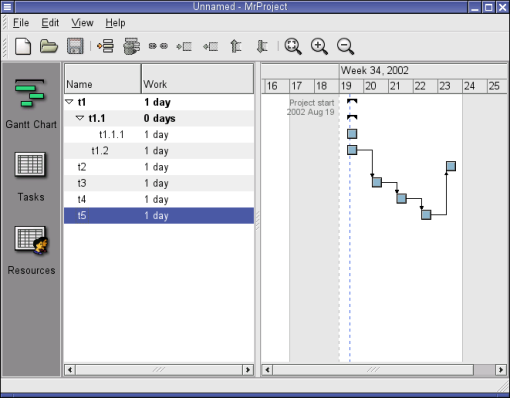 Unnamed - MrProject
File Edit View Help
Week 34, 2002
Name Work 16 17 18 19 20 21 22 23 24 25
t1 1 day Project start
2002 Aug 19
t1.1 0 days
t1.1.1 1 day
t1.2 1 day
t2 1 day
t3 1 day
t4 1 day
t5 1 day
Gantt Chart
Tasks
Resources